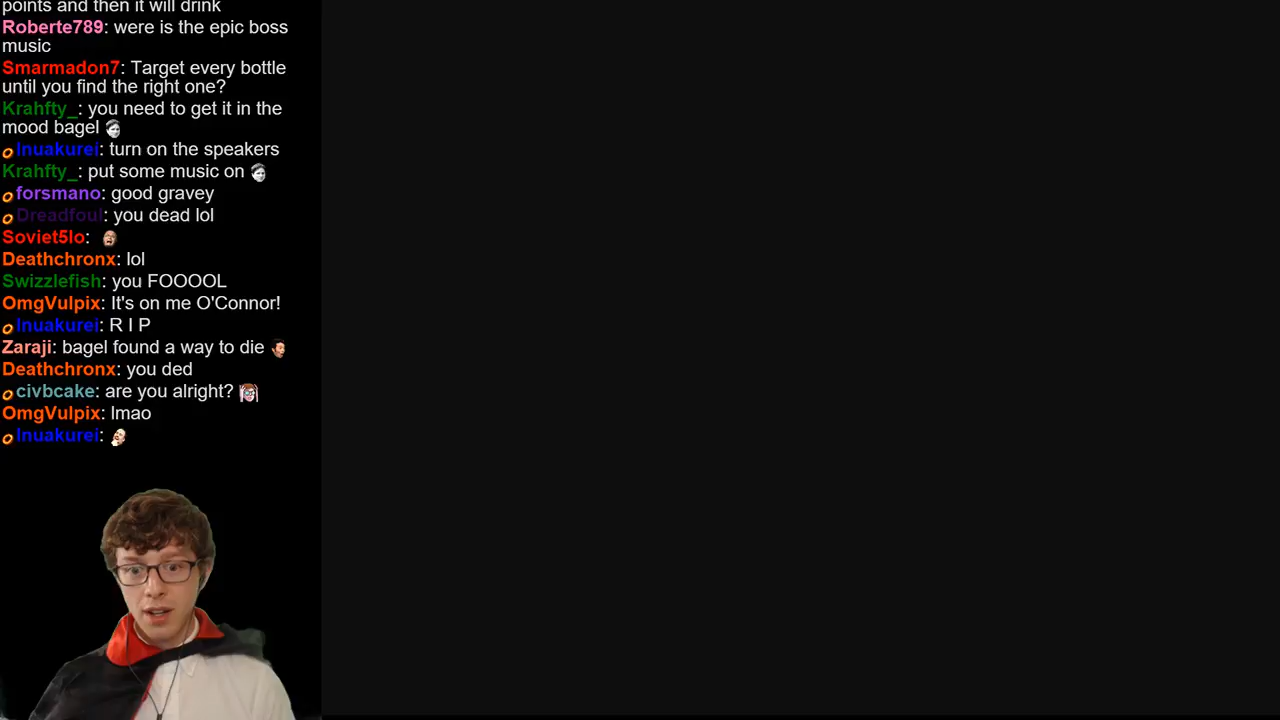 points and then it will drink
Roberte789: were is the epic boss
music
Smarmadon7: Target every bottle
until you find the right one?
Krahfty_: you need to get it in the
mood bagel
Inuakurei: turn on the speakers
Krahfty_: put some music on
forsmano: good gravey
Dreadfoul: you dead lol
Soviet5lo:
Deathchronx: lol
Swizzlefish: you FOOOOL
OmgVulpix: It's on me O'Connor!
Inuakurei: R I P
Zaraji: bagel found a way to die
Deathchronx: you ded
civbcake: are you alright?
OmgVulpix: lmao
Inuakurei: